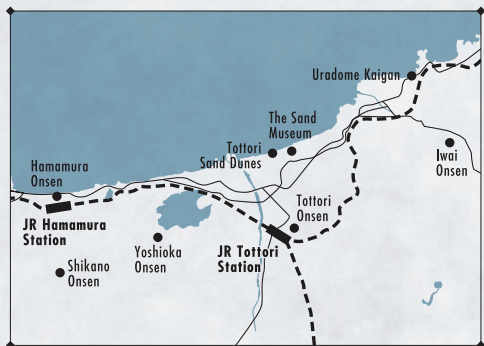 Uradome Kaigan
The Sand
Museum
Tottori
Sand Dunes
Iwai
Onsen
Hamamura
Onsen
Tottori
Onsen
JR Hamamura
Station
Yoshioka
Onsen
JR Tottori
Station
Shikano
Onsen